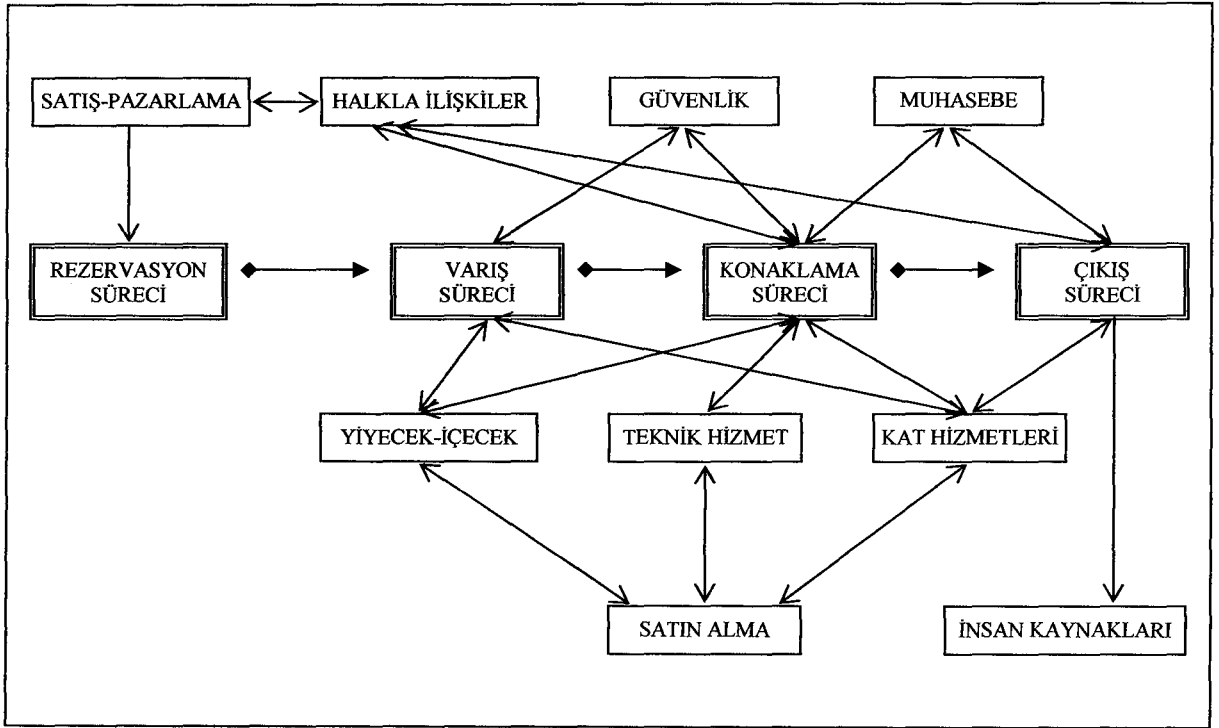 SATIŞ-PAZARLAMA
HALKLA İLİŞKİLER
GÜVENLİK
MUHASEBE
REZERVASYON
SÜRECİ
VARIŞ
SÜRECİ
KONAKLAMA
SÜRECİ
ÇIKIŞ
SÜRECİ
YİYECEK-İÇECEK
TEKNİK HİZMET
KAT HİZMETLERİ
SATIN ALMA
İNSAN KAYNAKLARI